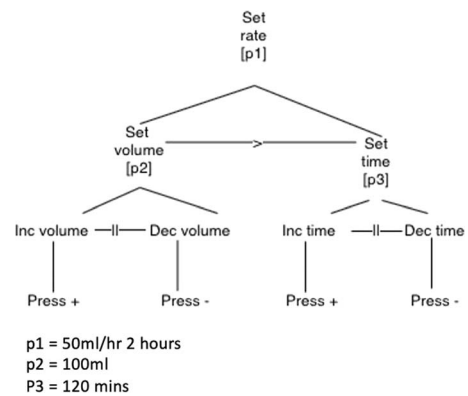 Set
rate
[p1]
Set
volume
[p2]
>
Set
time
[p3]
Inc volume —II— Dec volume
Inc time —II— Dec time
Press +
Press -
Press +
Press -
p1 = 50ml/hr 2 hours
p2 = 100ml
P3 = 120 mins